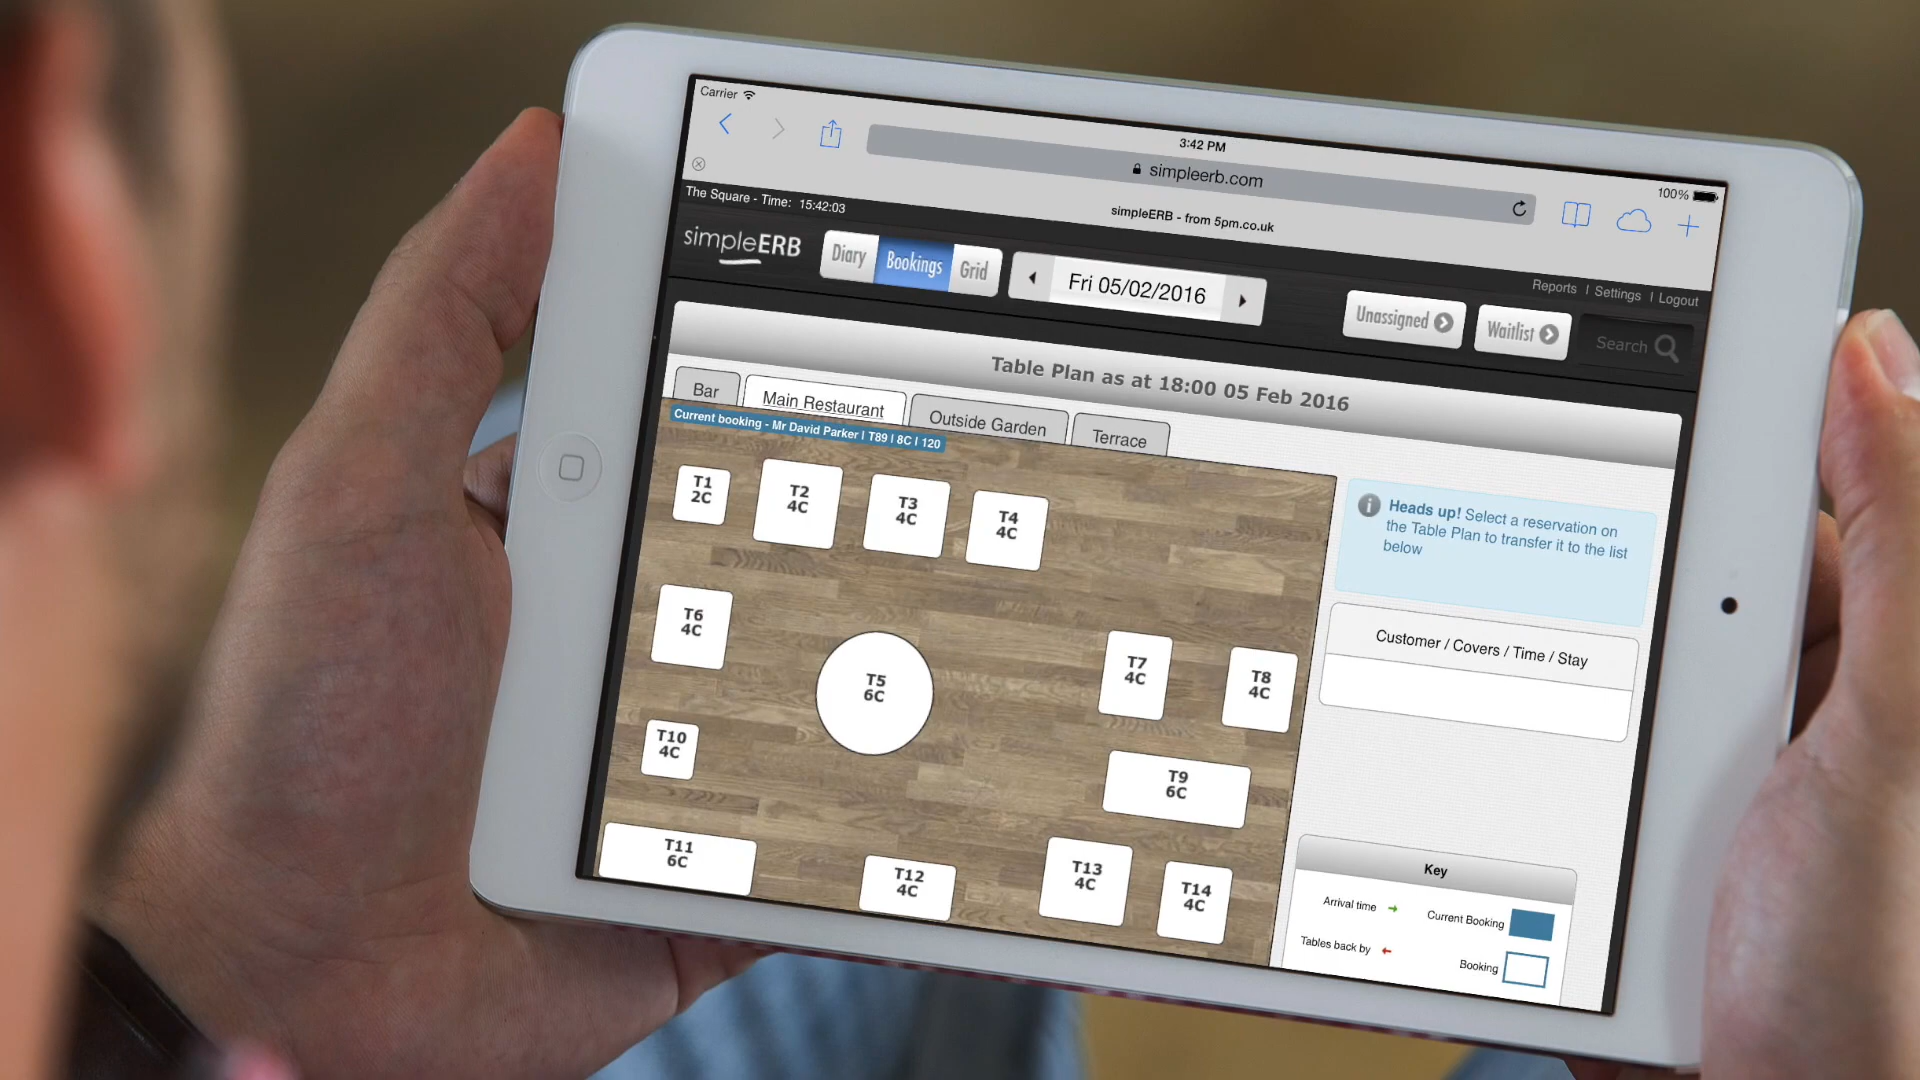 Carrier
3:42 PM
100%
simpleerb.com
simpleERB - from 5pm.co.uk
The Square - Time: 15:42:03
simpleERB
Diary
Bookings
Grid
Fri 05/02/2016
Reports | Settings | Logout
Unassigned
Waitlist
Search
Table Plan as at 18:00 05 Feb 2016
Bar
Main Restaurant
Outside Garden
Terrace
Current booking - Mr David Parker | T89 | 8C | 120
T1
2C
T2
4C
T3
4C
T4
4C
T6
4C
T5
6C
T7
4C
T8
4C
T10
4C
T9
6C
T11
6C
T12
4C
T13
4C
T14
4C
Heads up! Select a reservation on
the Table Plan to transfer it to the list
below
Customer / Covers / Time / Stay
Key
Arrival time
Current Booking
Tables back by
Booking